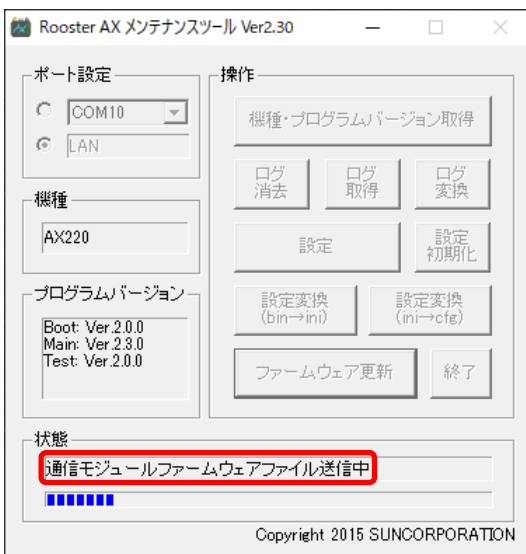 Rooster AX メンテナンスツール Ver2.30
ポート設定
COM10
LAN
機種
AX220
プログラムバージョン
Boot: Ver.2.0.0
Main: Ver.2.3.0
Test: Ver.2.0.0
操作
機種・プログラムバージョン取得
ログ
消去
ログ
取得
ログ
変換
設定
設定
初期化
設定変換
(bin→ini)
設定変換
(ini→cfg)
ファームウェア更新
終了
状態
通信モジュールファームウェアファイル送信中
Copyright 2015 SUNCORPORATION